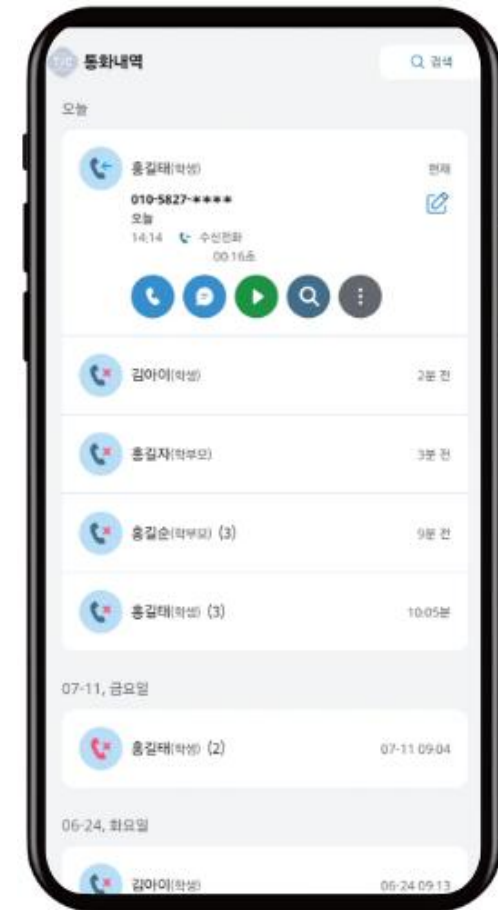 T/C 통화내역
검색
오늘
홍길태(학생) 현재
010-5827-****
오늘
14:14 수신전화
00:16초
김아이(학생) 2분 전
홍길자(학부모) 3분 전
홍길순(학부모) (3) 9분 전
홍길태(학생) (3) 10:05분
07-11, 금요일
홍길태(학생) (2) 07-11 09:04
06-24, 화요일
김아이(학생) 06-24 09:13